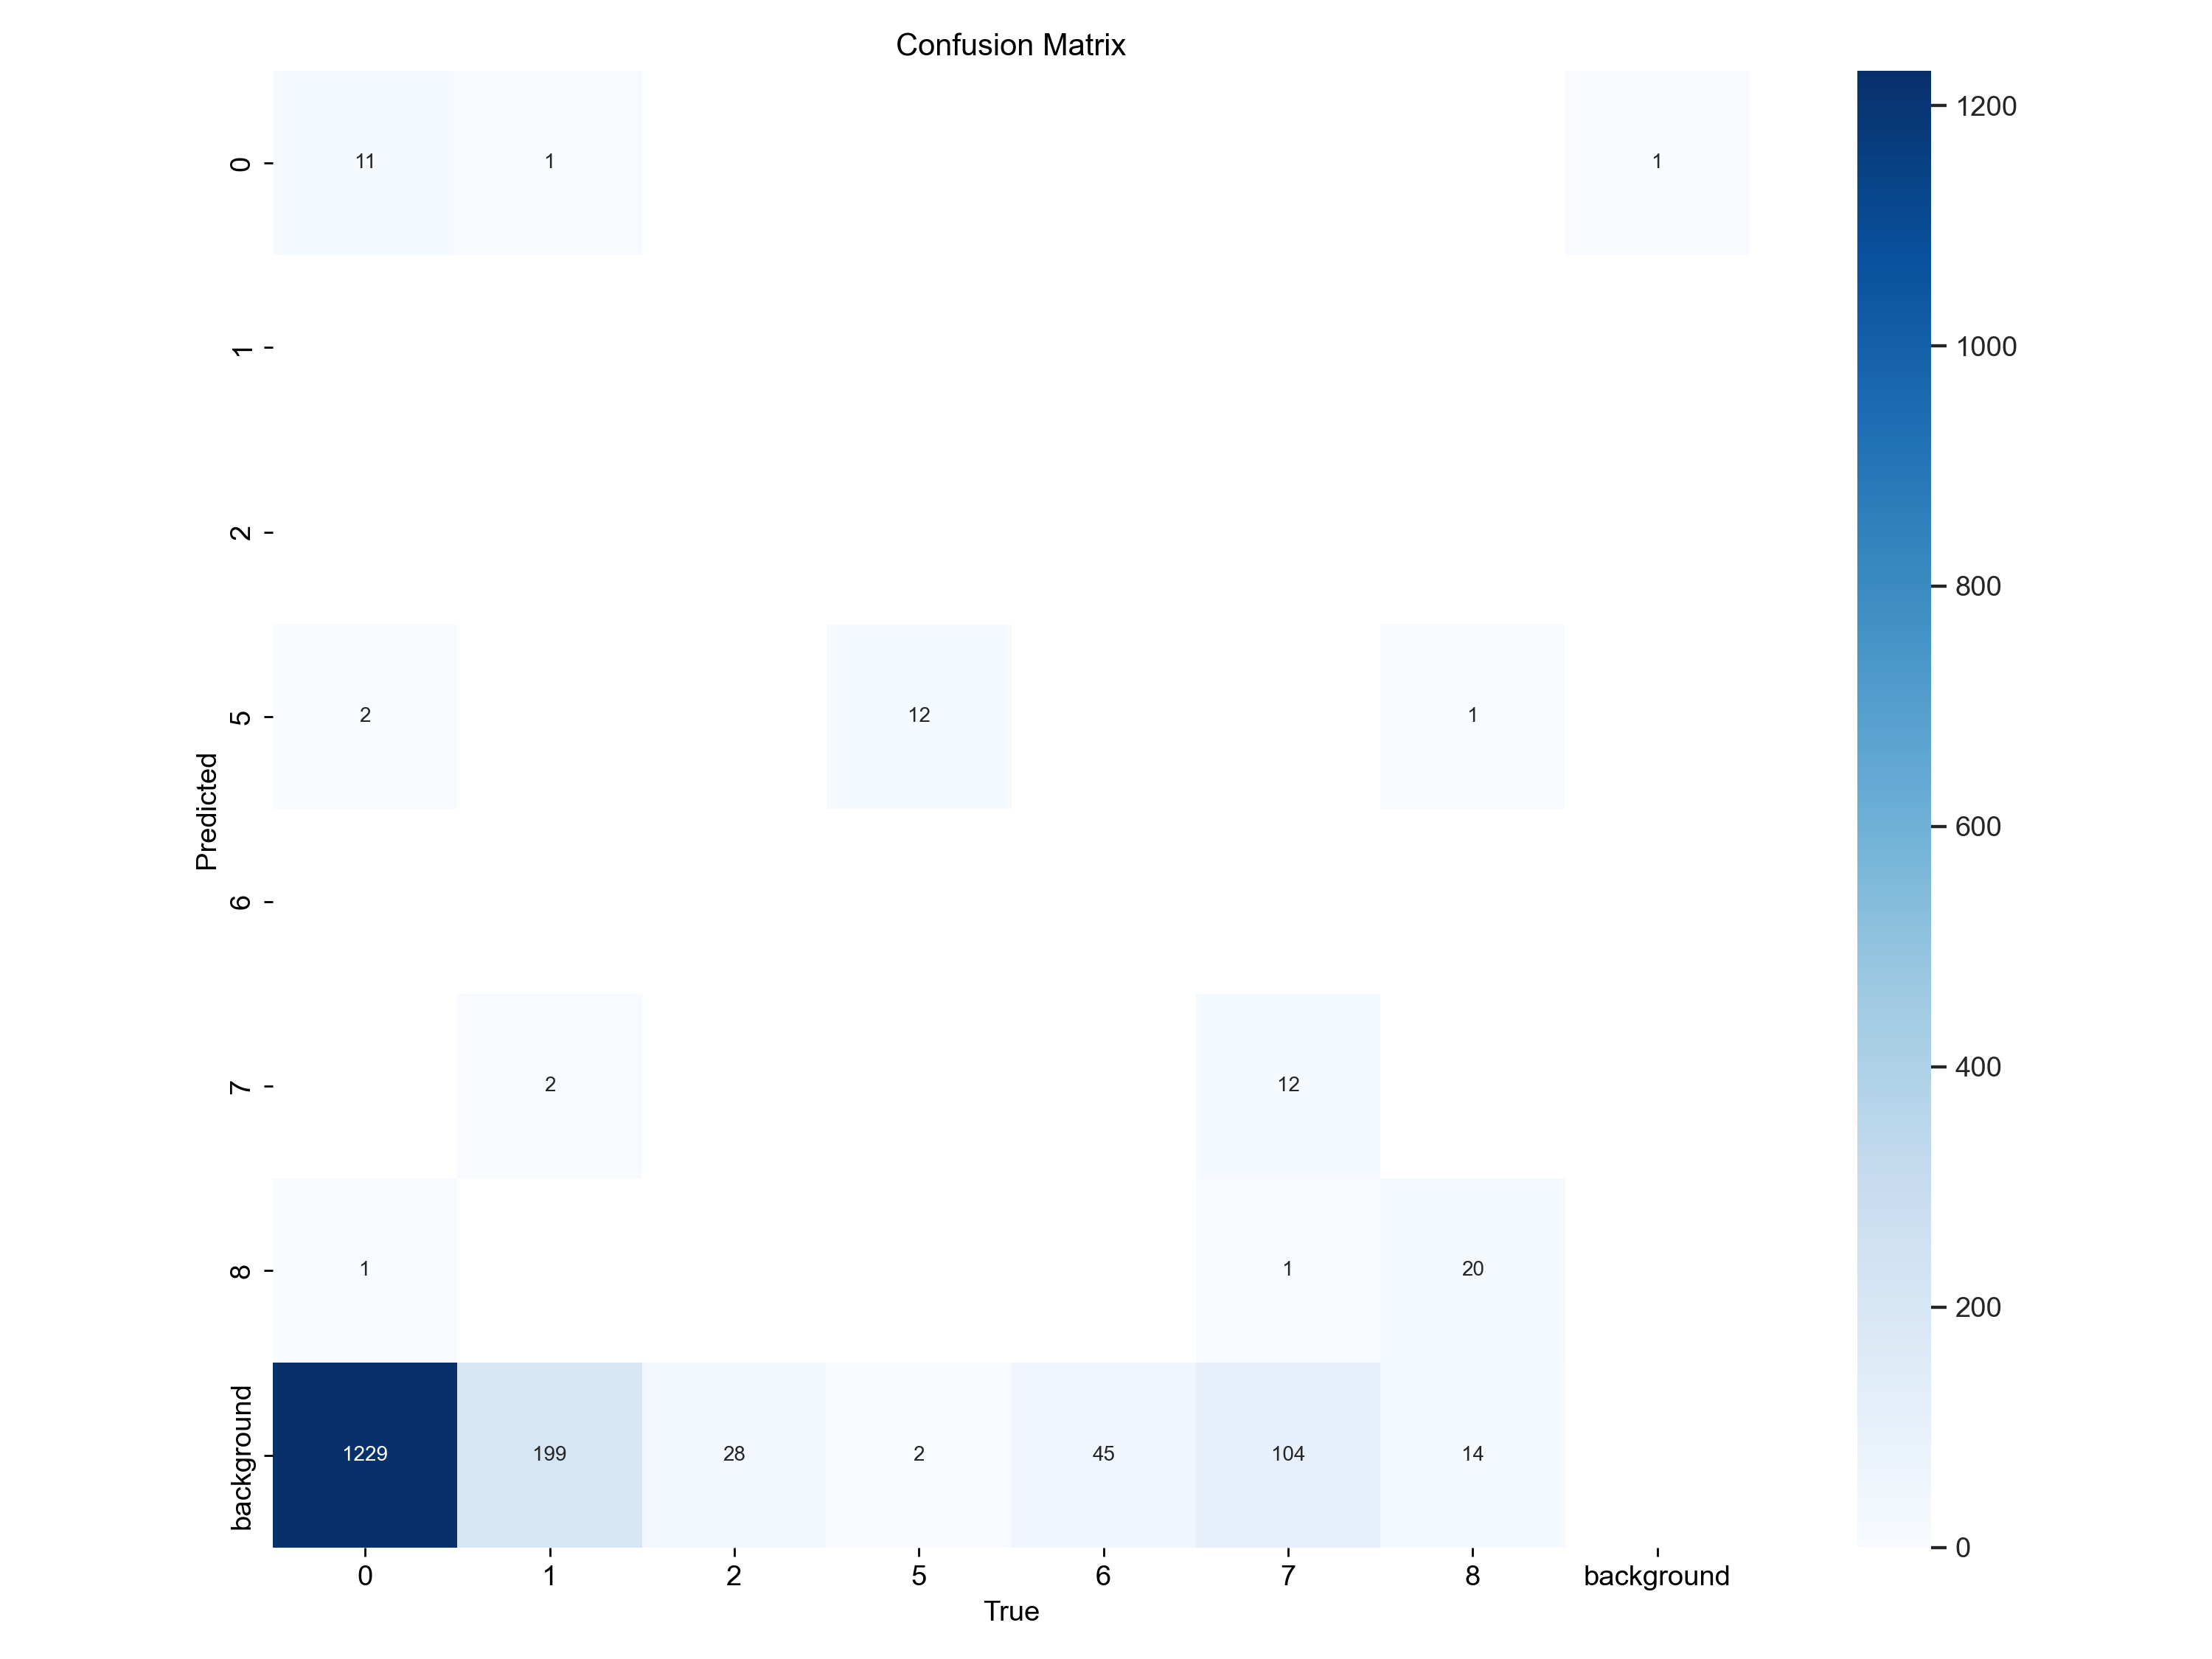 Confusion Matrix
0 11 1 1
1
2
5 2 12 1
6
7 2 12
8 1 1 20
background 1229 199 28 2 45 104 14
0 1 2 5 6 7 8 background
True
Predicted
1200
1000
800
600
400
200
0